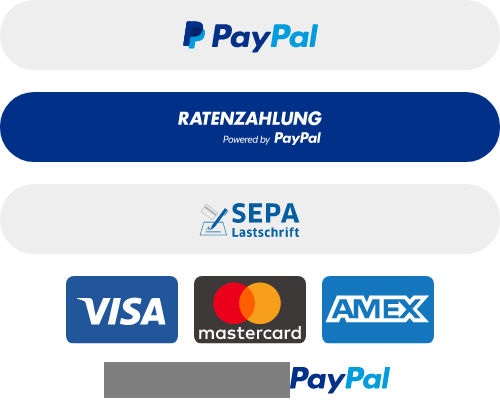 PayPal
RATENZAHLUNG
Powered by PayPal
SEPA
Lastschrift
VISA
mastercard
AMEX
PayPal